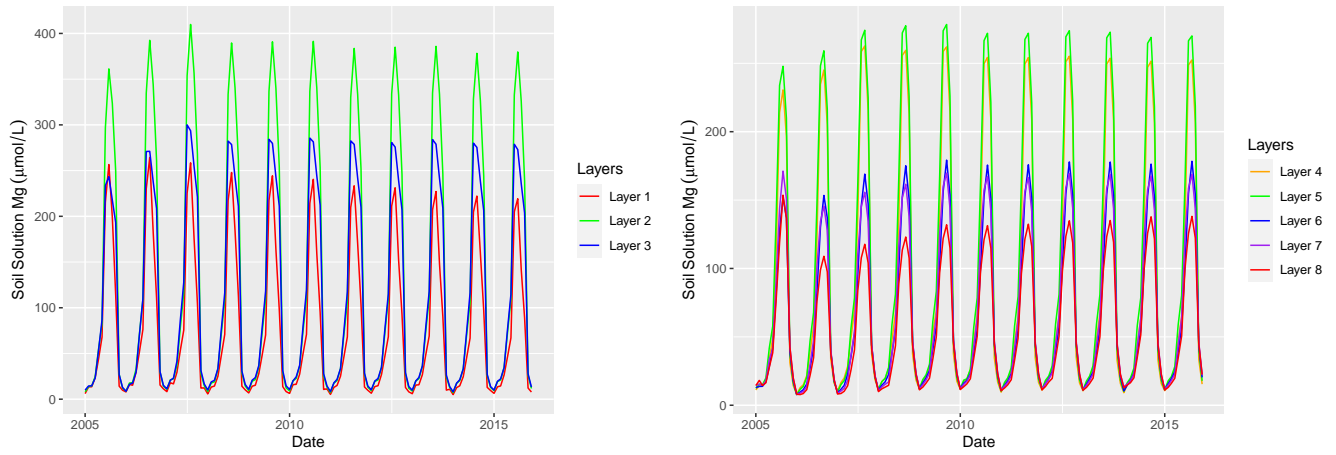 Soil Solution Mg (μmol/L)
400
300
200
100
0
2005
2010
2015
Date
Layers
Layer 1
Layer 2
Layer 3
Soil Solution Mg (μmol/L)
200
100
0
2005
2010
2015
Date
Layers
Layer 4
Layer 5
Layer 6
Layer 7
Layer 8